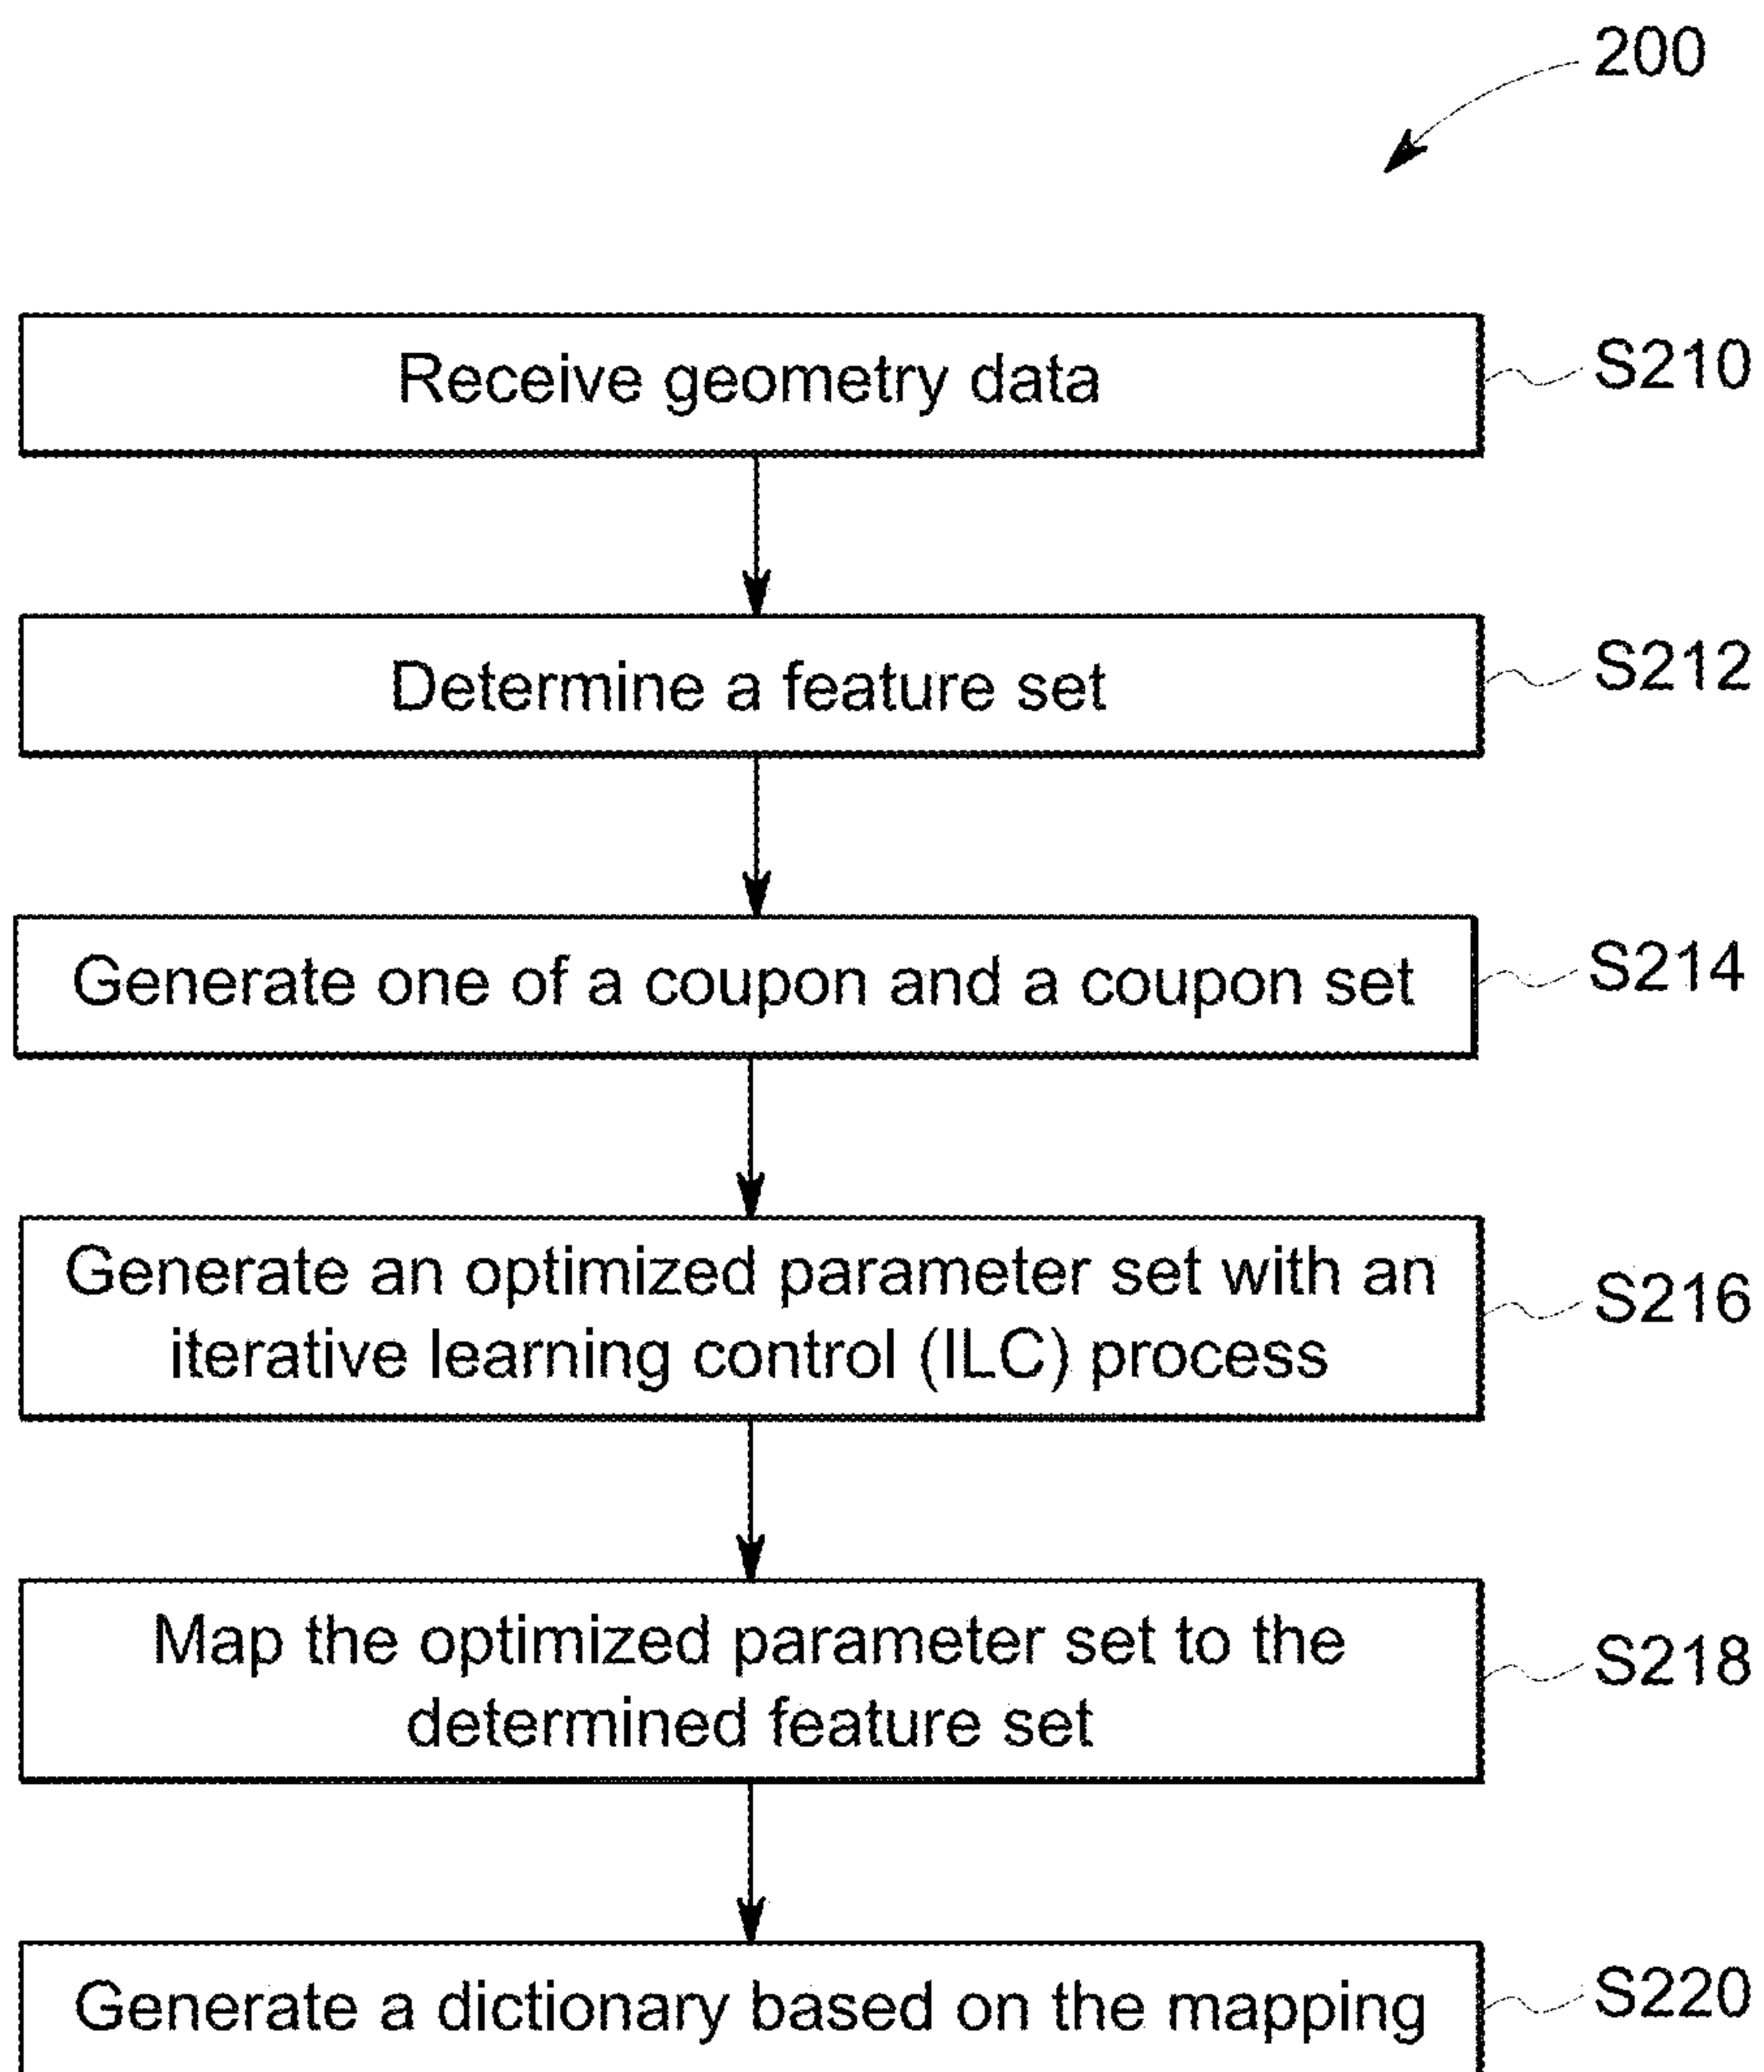 200
Receive geometry data
S210
Determine a feature set
S212
Generate one of a coupon and a coupon set
S214
Generate an optimized parameter set with an
iterative learning control (ILC) process
S216
Map the optimized parameter set to the
determined feature set
S218
Generate a dictionary based on the mapping
S220